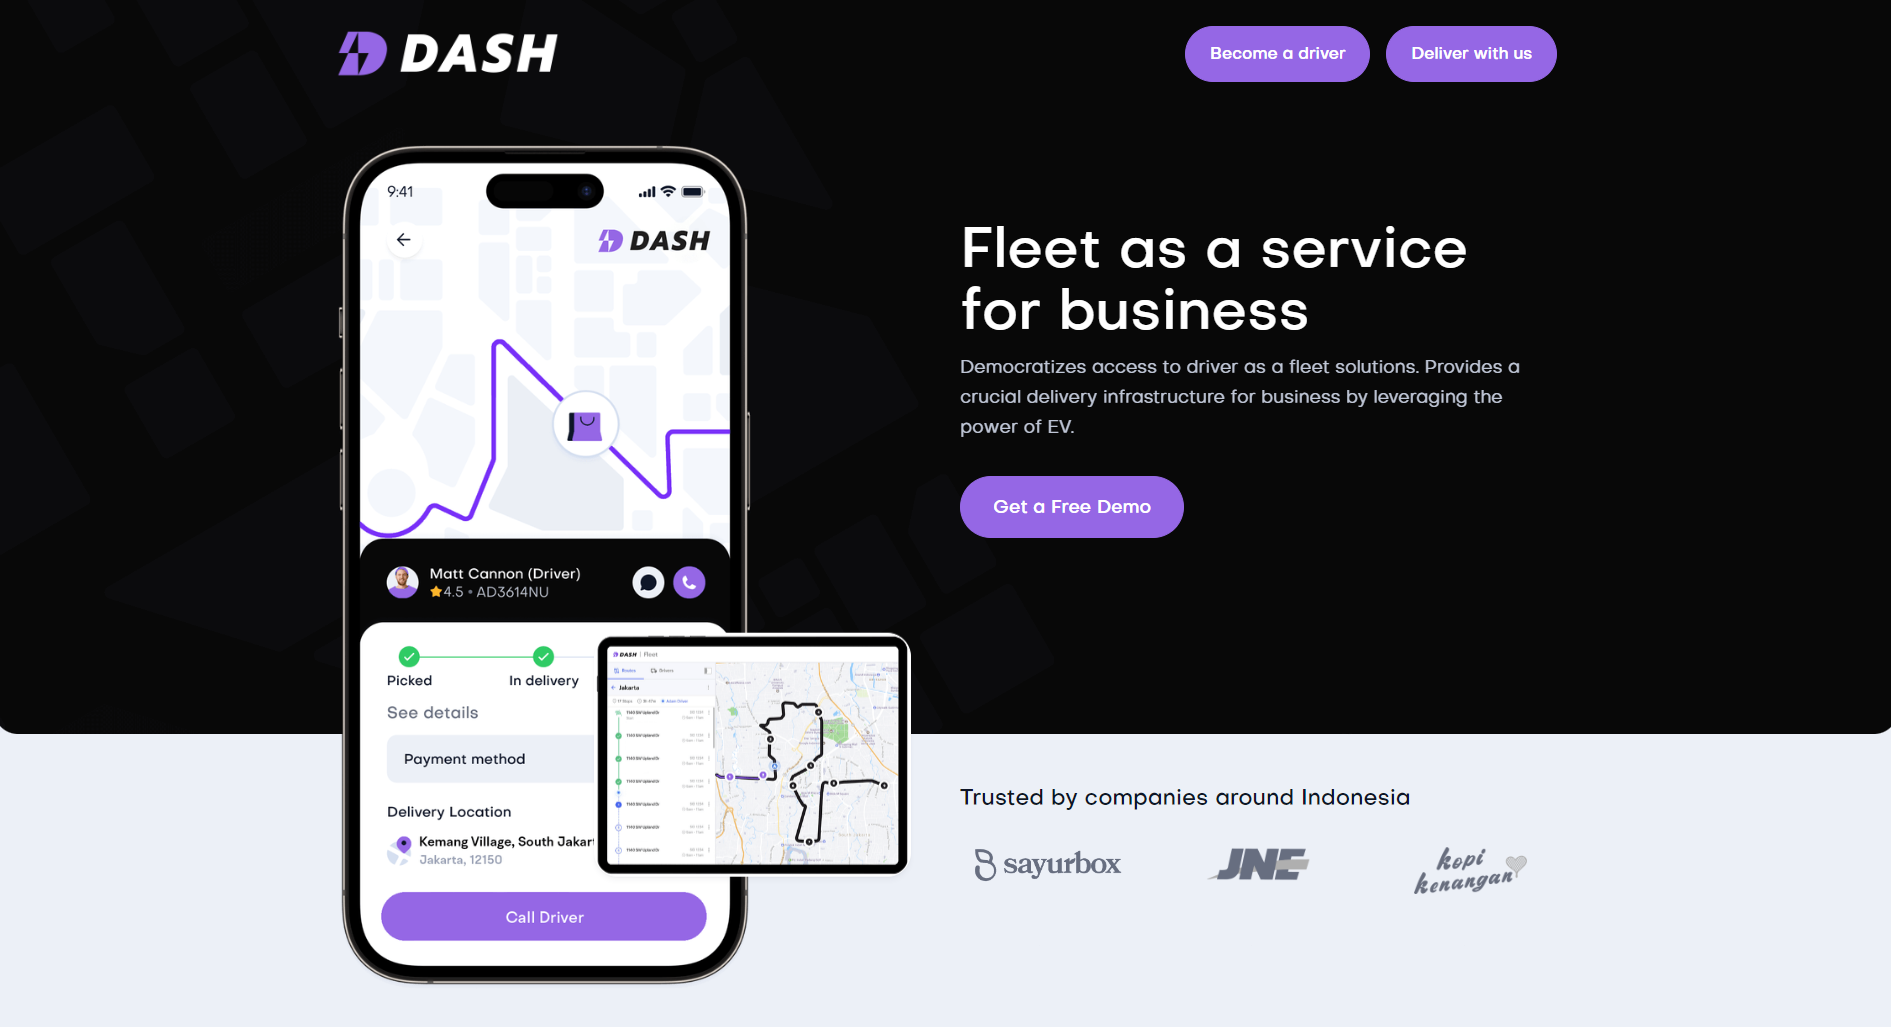 DASH
Become a driver
Deliver with us
9:41
DASH
Fleet as a service
for business
Democratizes access to driver as a fleet solutions. Provides a
crucial delivery infrastructure for business by leveraging the
power of EV.
Get a Free Demo
Matt Cannon (Driver)
4.5 • AD3614NU
Picked
In delivery
See details
Payment method
Delivery Location
Kemang Village, South Jakar
Jakarta, 12150
Call Driver
DASH | Fleet
Routes
Drivers
Jakarta
Trusted by companies around Indonesia
sayurbox
JNE
kopi
kenangan